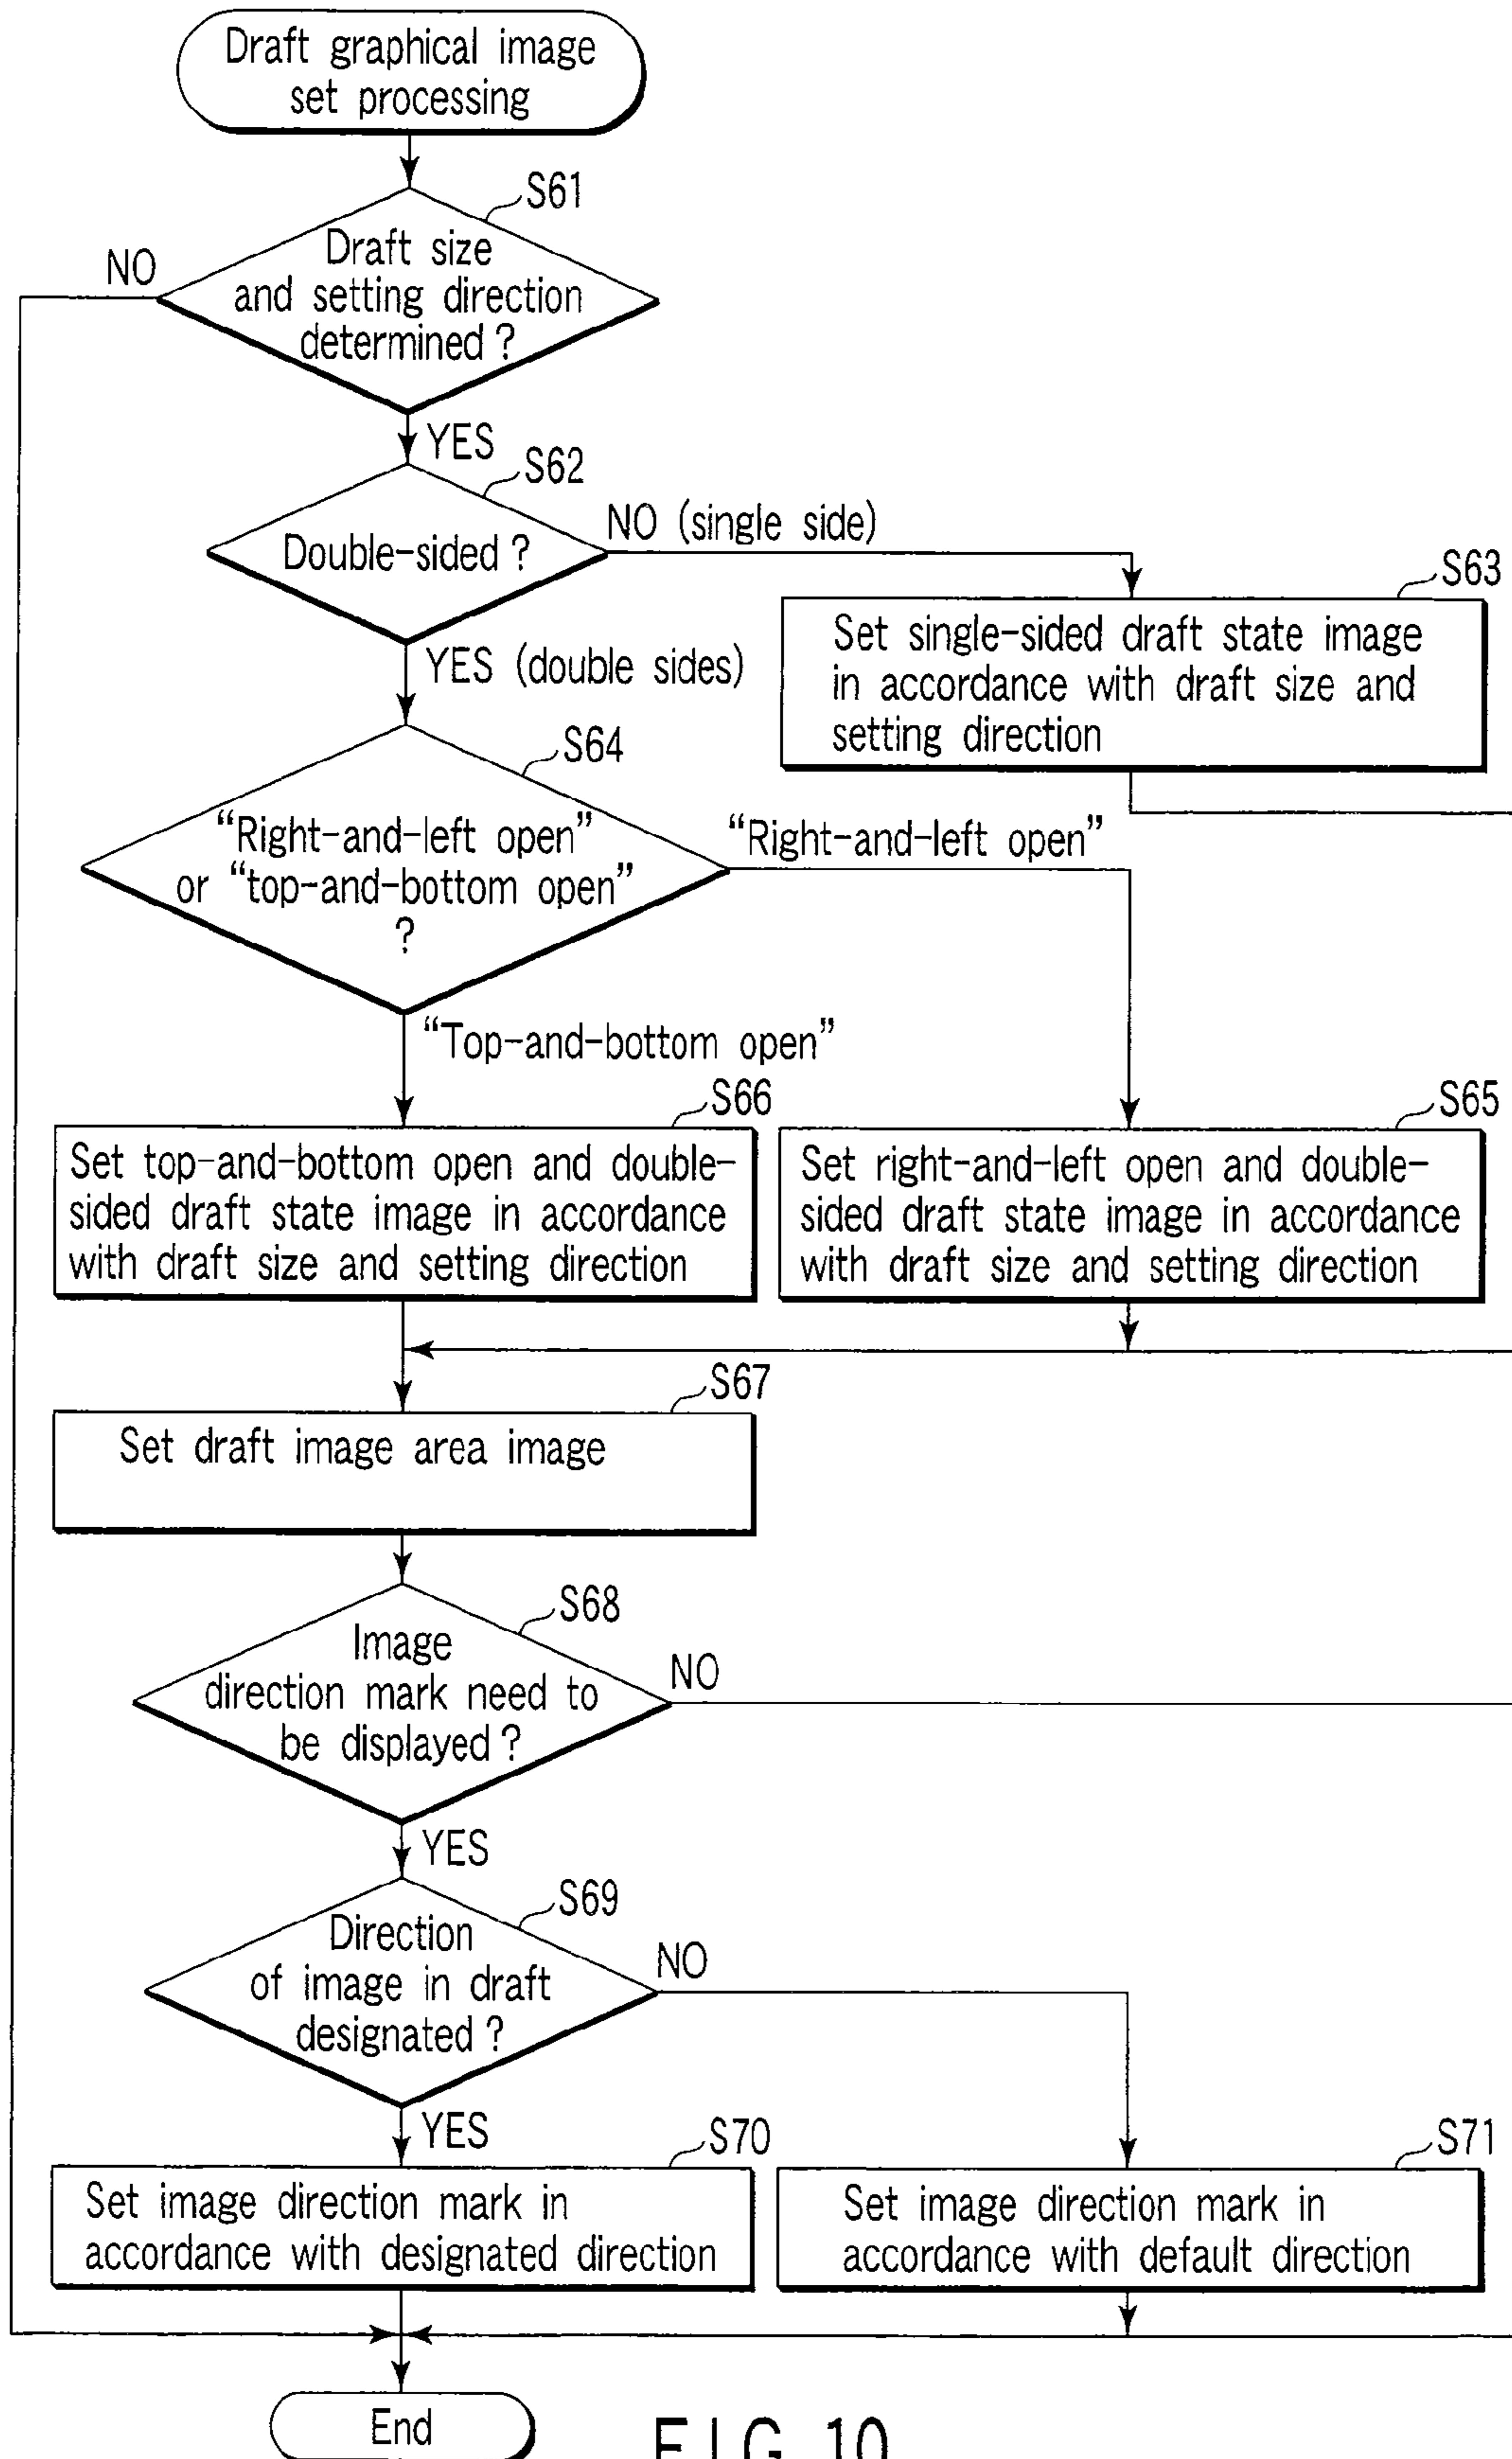 Draft graphical image
set processing
S61
NO
Draft size
and setting direction
determined ?
YES
S62
NO (single side)
Double-sided ?
S63
Set single-sided draft state image
in accordance with draft size and
setting direction
YES (double sides)
S64
“Right-and-left open”
or “top-and-bottom open”
?
“Right-and-left open”
“Top-and-bottom open”
S66
S65
Set top-and-bottom open and double-
sided draft state image in accordance
with draft size and setting direction
Set right-and-left open and double-
sided draft state image in accordance
with draft size and setting direction
S67
Set draft image area image
S68
Image
direction mark need to
be displayed ?
NO
YES
S69
Direction
of image in draft
designated ?
NO
YES
S70
S71
Set image direction mark in
accordance with designated direction
Set image direction mark in
accordance with default direction
End
FIG. 10